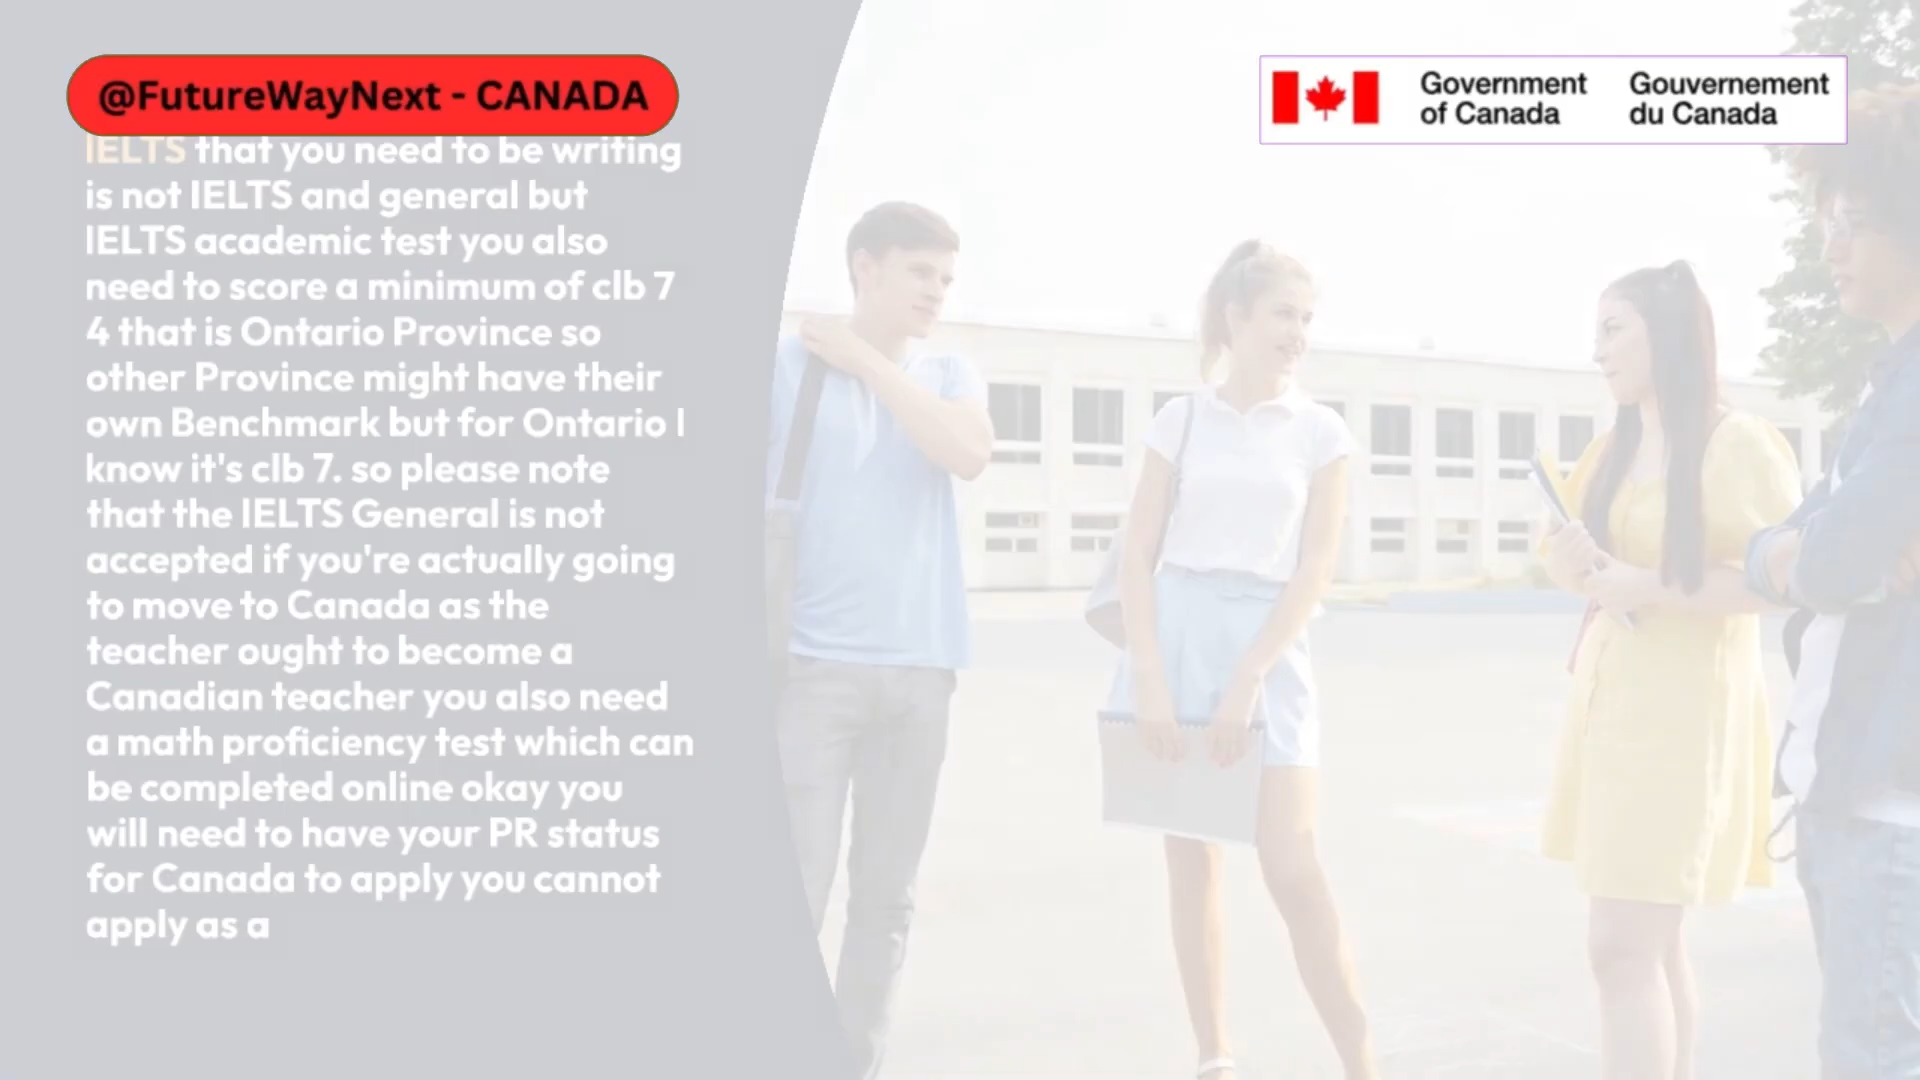 @FutureWayNext - CANADA
Government of Canada
Gouvernement du Canada
IELTS that you need to be writing
is not IELTS and general but
IELTS academic test you also
need to score a minimum of clb 7
4 that is Ontario Province so
other Province might have their
own Benchmark but for Ontario I
know it's clb 7. so please note
that the IELTS General is not
accepted if you're actually going
to move to Canada as the
teacher ought to become a
Canadian teacher you also need
a math proficiency test which can
be completed online okay you
will need to have your PR status
for Canada to apply you cannot
apply as a